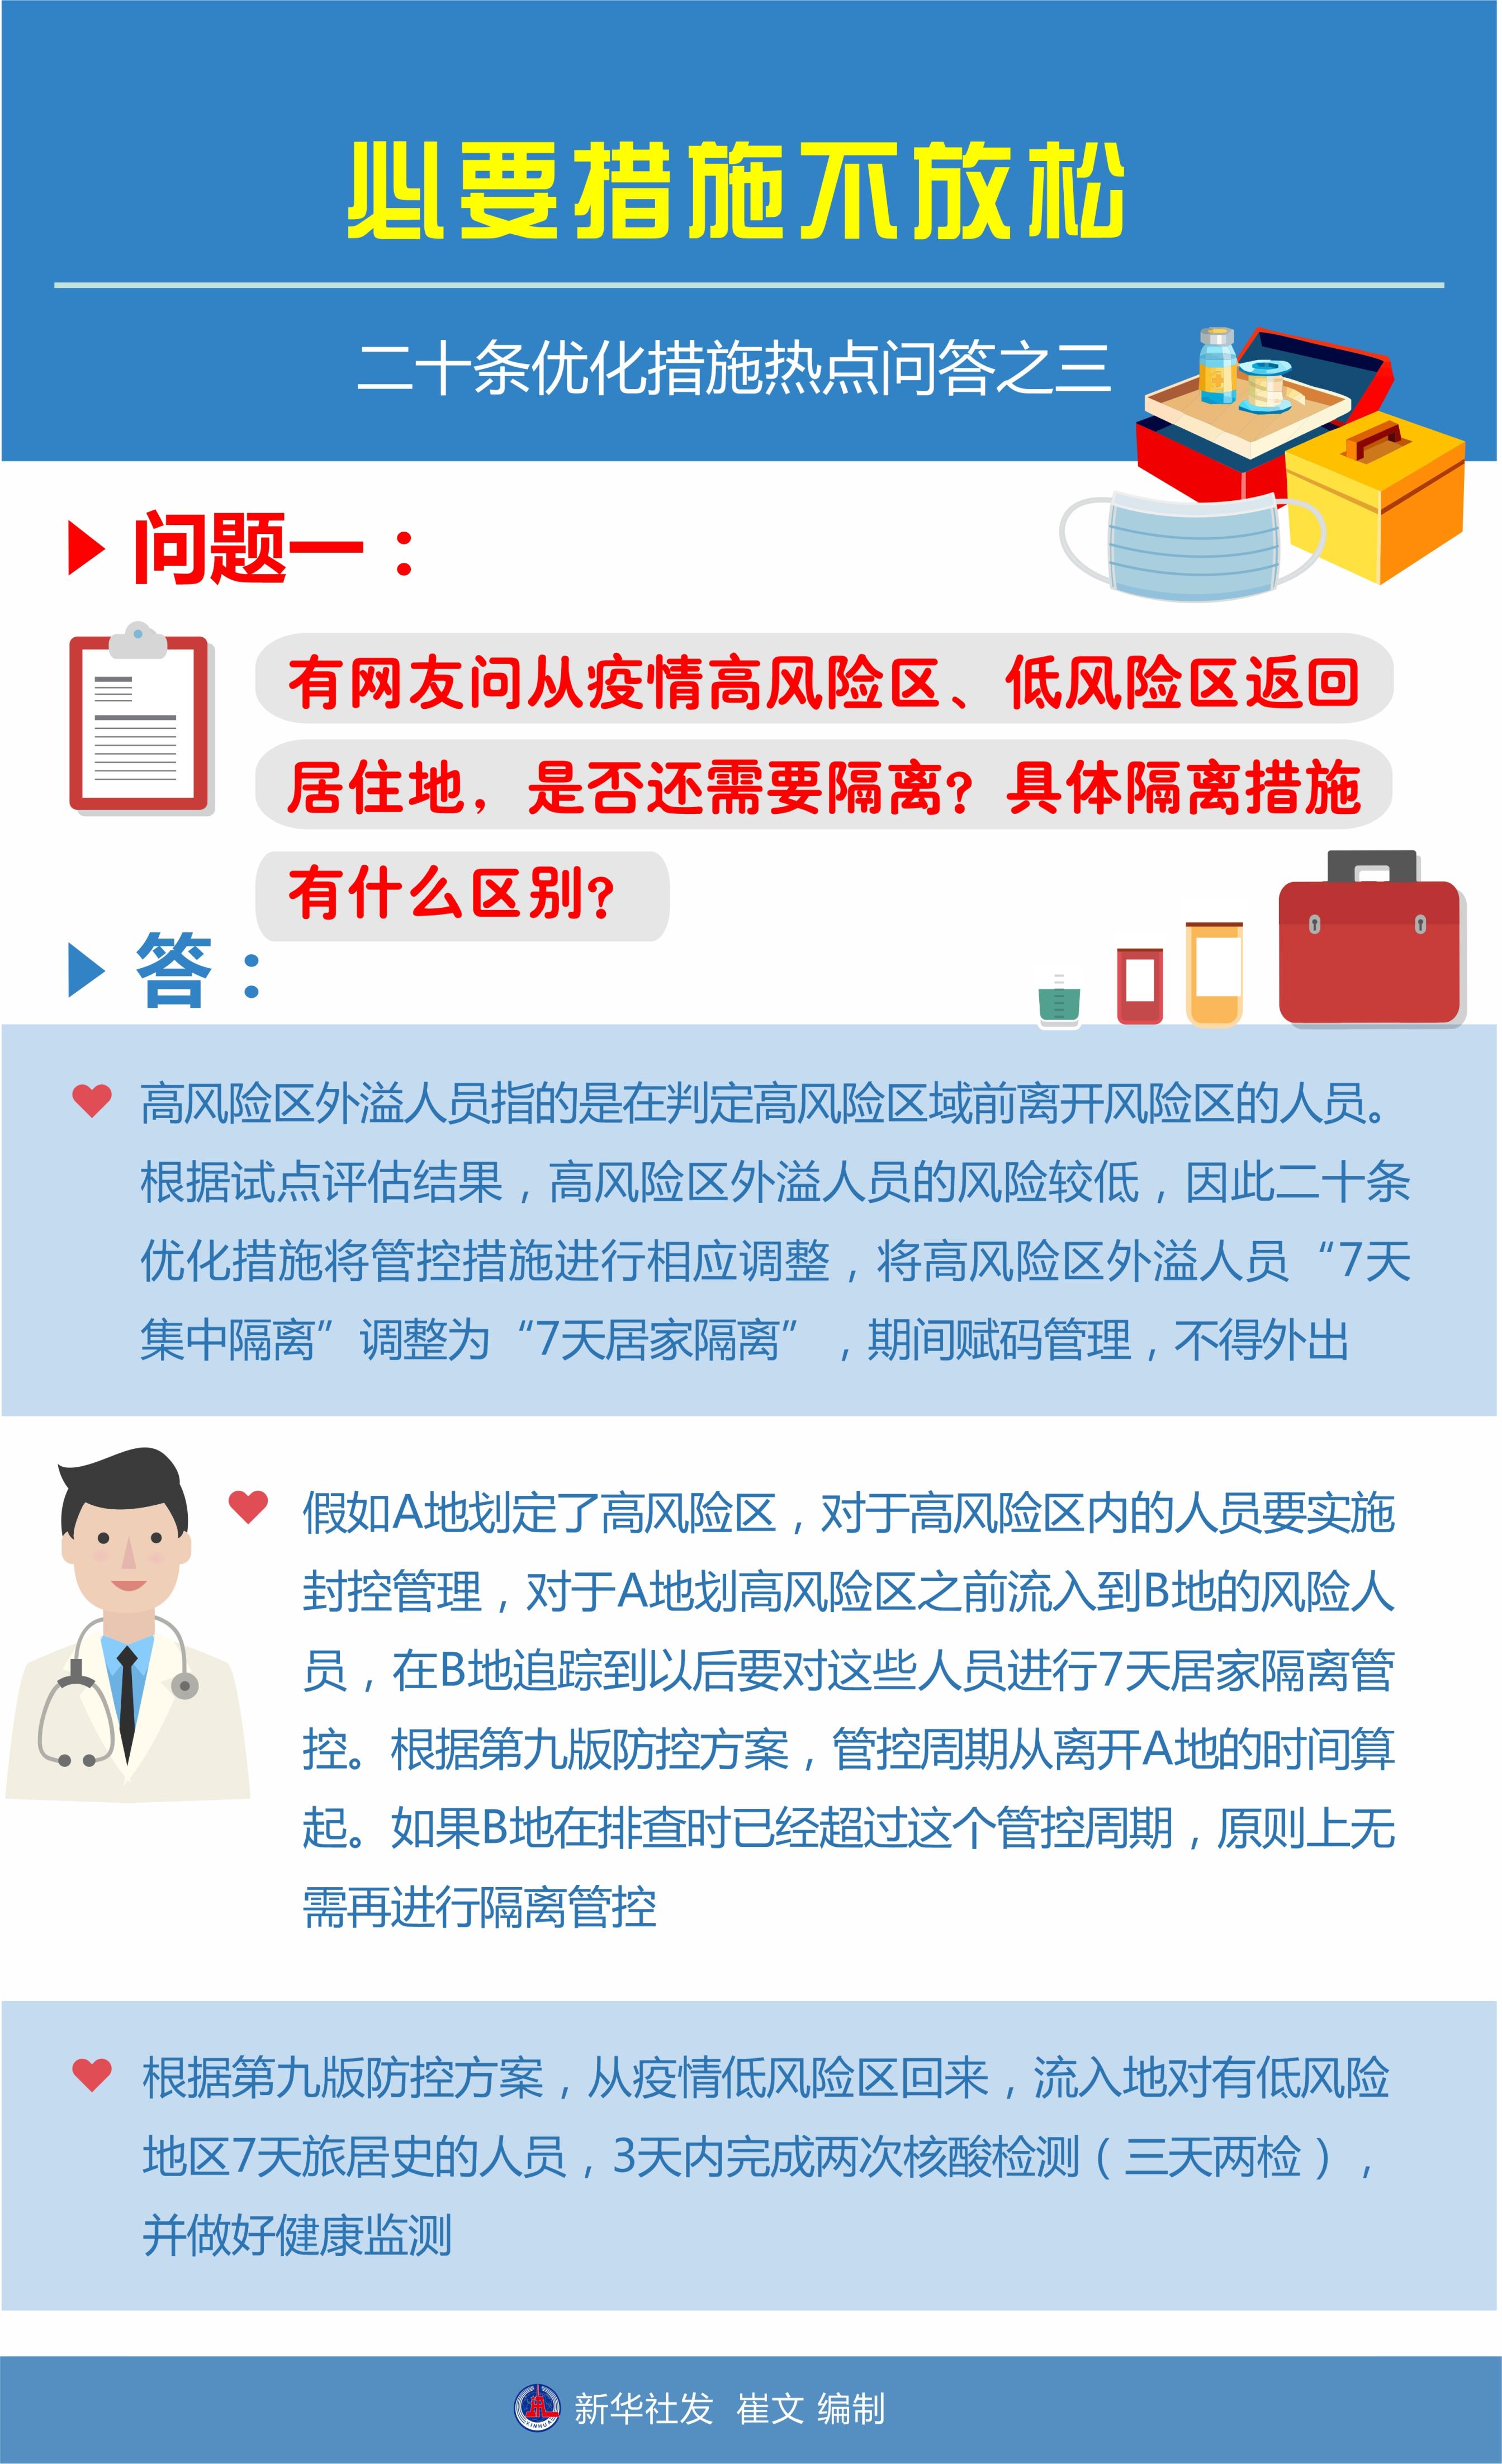 必要措施不放松
二十条优化措施热点问答之三
问题一：
有网友问从疫情高风险区、低风险区返回
居住地，是否还需要隔离？具体隔离措施
有什么区别？
答：
高风险区外溢人员指的是在判定高风险区域前离开风险区的人员。
根据试点评估结果，高风险区外溢人员的风险较低，因此二十条
优化措施将管控措施进行相应调整，将高风险区外溢人员“7天
集中隔离”调整为“7天居家隔离”，期间赋码管理，不得外出
假如A地划定了高风险区，对于高风险区内的人员要实施
封控管理，对于A地划高风险区之前流入到B地的风险人
员，在B地追踪到以后要对这些人员进行7天居家隔离管
控。根据第九版防控方案，管控周期从离开A地的时间算
起。如果B地在排查时已经超过这个管控周期，原则上无
需再进行隔离管控
根据第九版防控方案，从疫情低风险区回来，流入地对有低风险
地区7天旅居史的人员，3天内完成两次核酸检测（三天两检），
并做好健康监测
XINHUA
新华社发 崔文 编制